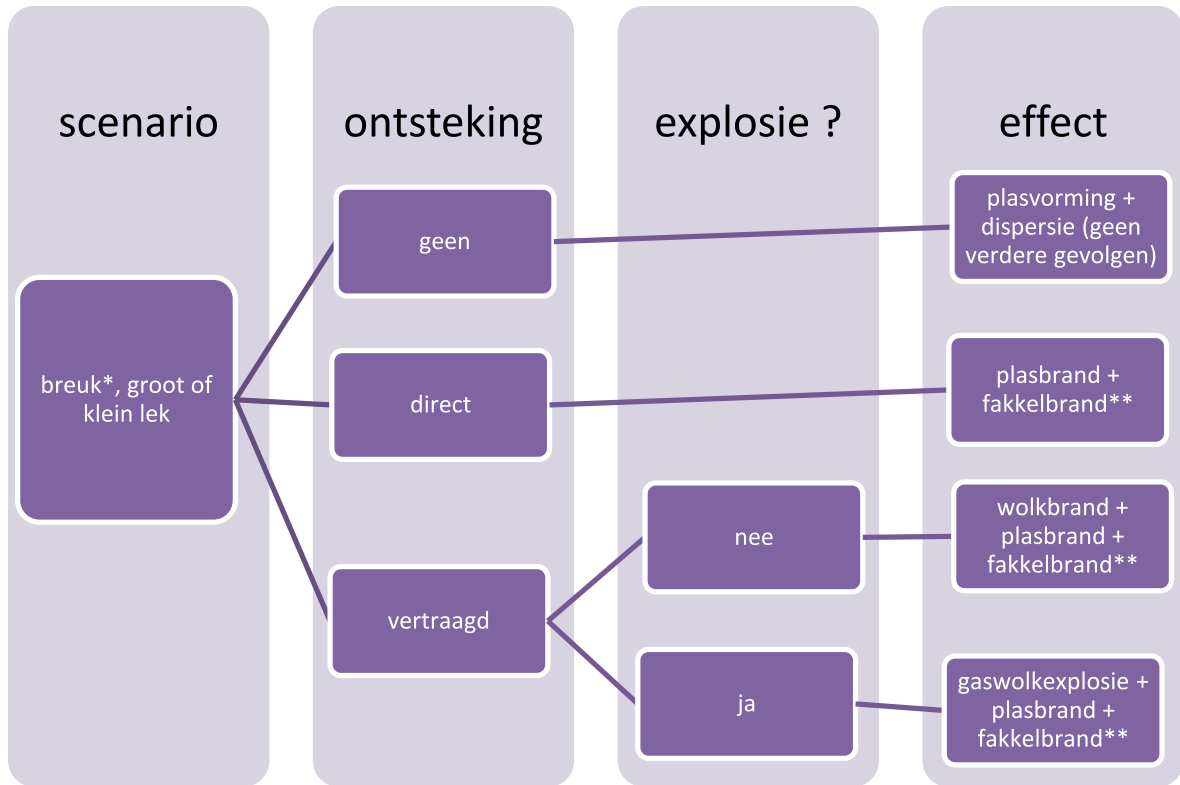 scenario
ontsteking
explosie ?
effect
breuk*, groot of
klein lek
geen
direct
vertraagd
nee
ja
plasvorming +
dispersie (geen
verdere gevolgen)
plasbrand +
fakkelbrand**
wolkbrand +
plasbrand +
fakkelbrand**
gaswolkexplosie +
plasbrand +
fakkelbrand**